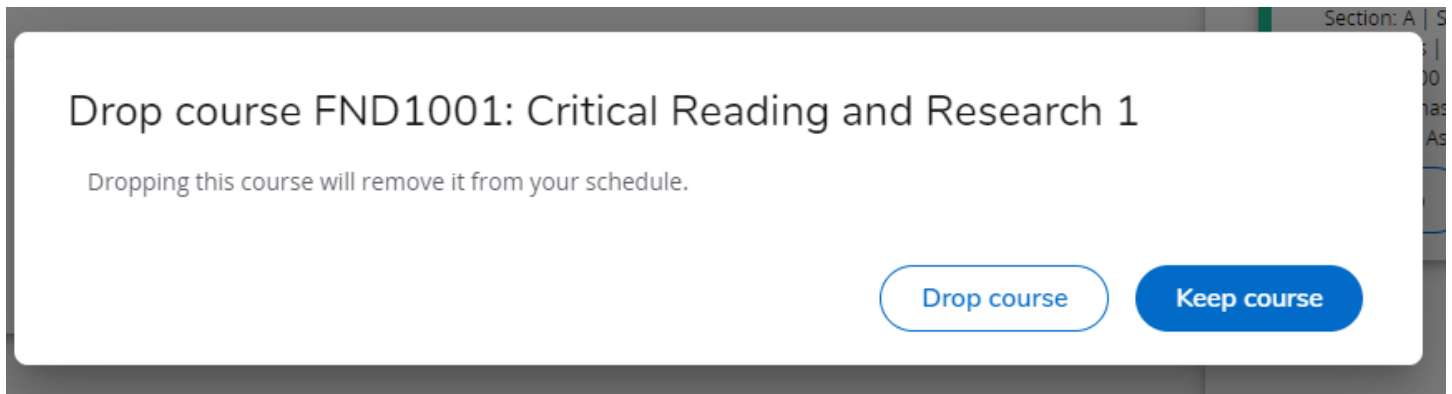 Section: A | S
Drop course FND1001: Critical Reading and Research 1
Dropping this course will remove it from your schedule.
Drop course
Keep course